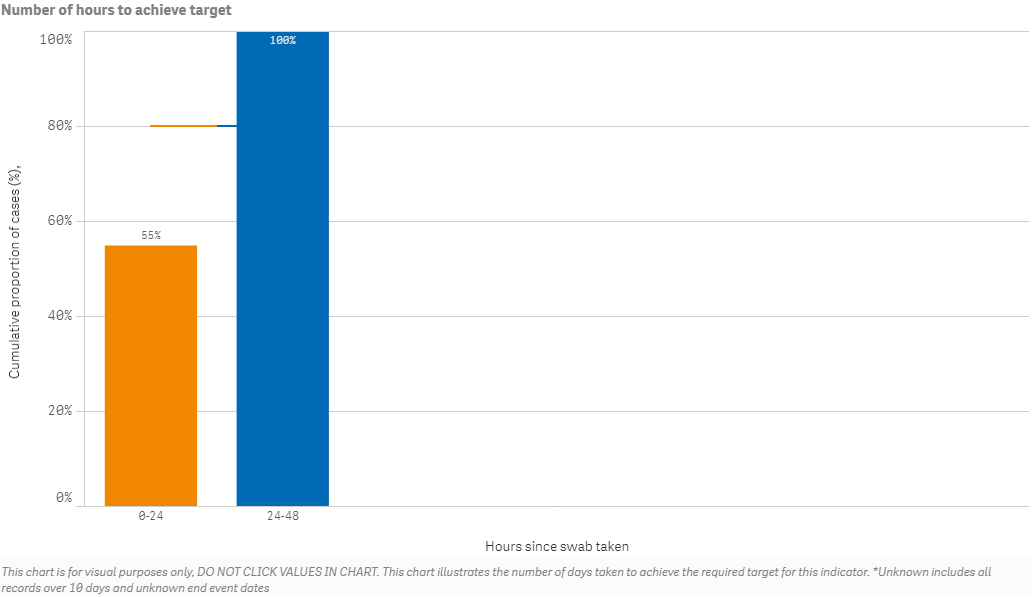 Number of hours to achieve target
100%
80%
60%
40%
20%
0%
Cumulative proportion of cases (%),
55%
100%
0-24
24-48
Hours since swab taken
This chart is for visual purposes only, DO NOT CLICK VALUES IN CHART. This chart illustrates the number of days taken to achieve the required target for this indicator. *Unknown includes all
records over 10 days and unknown end event dates